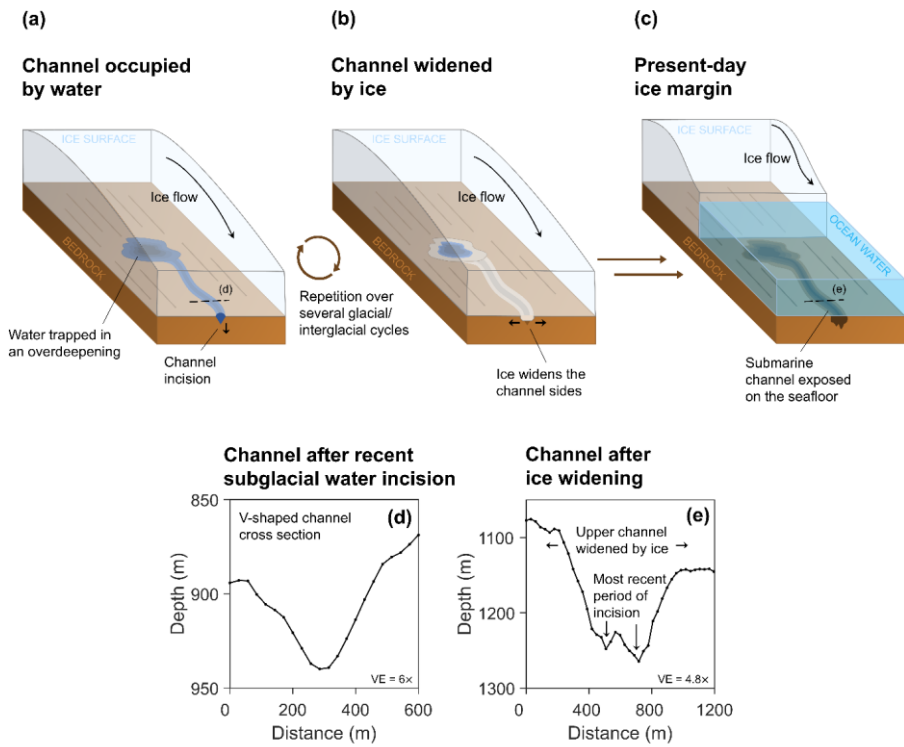 (a)
Channel occupied
by water
ICE SURFACE
Ice flow
BEDROCK
(d)
Water trapped in
an overdeepening
Channel
incision
Repetition over
several glacial/
interglacial cycles
(b)
Channel widened
by ice
ICE SURFACE
Ice flow
Ice widens the
channel sides
(c)
Present-day
ice margin
ICE SURFACE
Ice flow
OCEAN WATER
BEDROCK
(e)
Submarine
channel exposed
on the seafloor
Channel after recent
subglacial water incision
850
900
950
Depth (m)
V-shaped channel
cross section
(d)
VE = 6×
0 200 400 600
Distance (m)
Channel after
ice widening
1100
1200
1300
Depth (m)
(e)
Upper channel
widened by ice
Most recent
period of
incision
VE = 4.8×
0 400 800 1200
Distance (m)